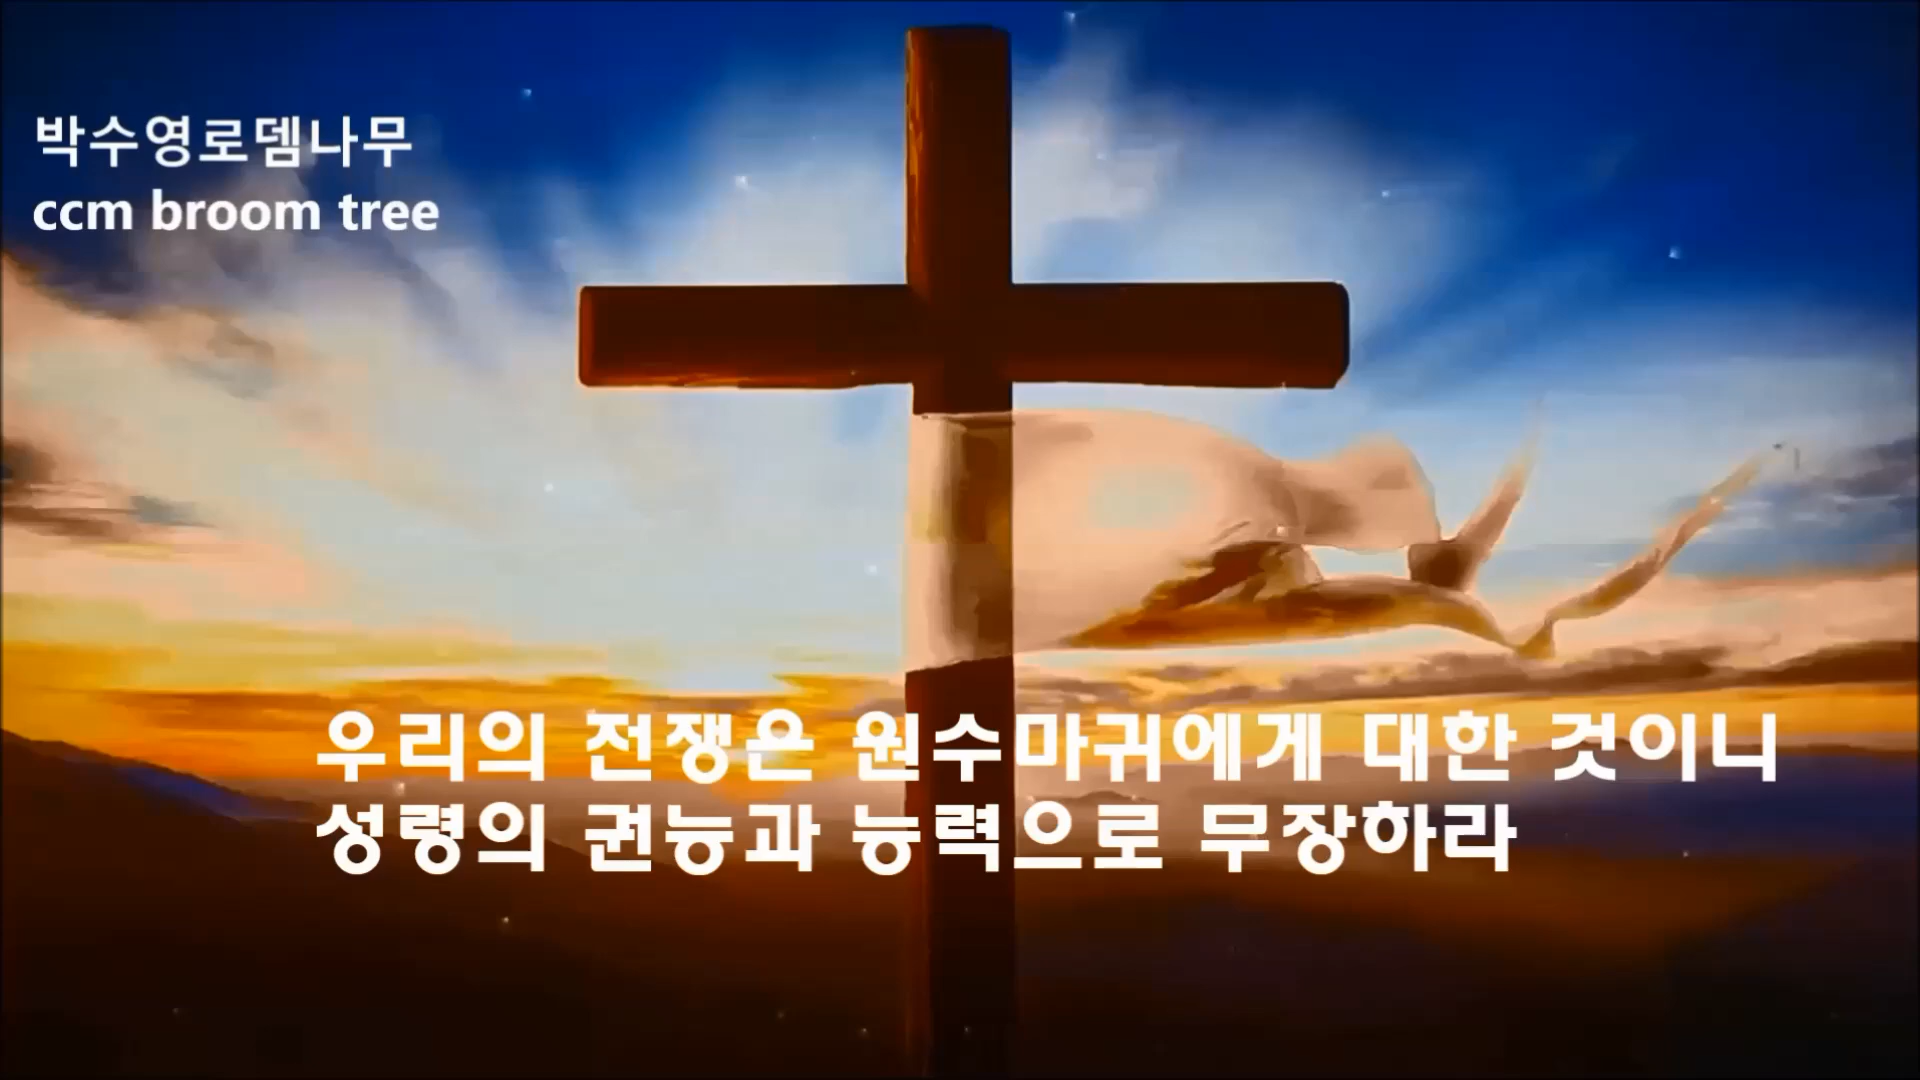 박수영로뎀나무
ccm broom tree
우리의 전쟁은 원수마귀에게 대한 것이니
성령의 권능과 능력으로 무장하라